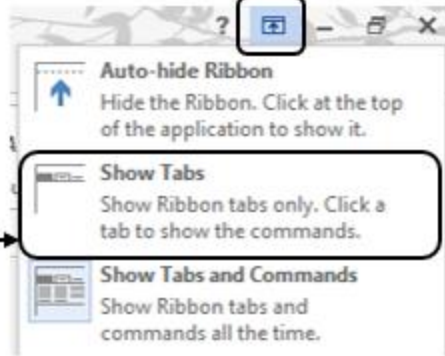 ?
Auto-hide Ribbon
Hide the Ribbon. Click at the top
of the application to show it.
Show Tabs
Show Ribbon tabs only. Click a
tab to show the commands.
Show Tabs and Commands
Show Ribbon tabs and
commands all the time.